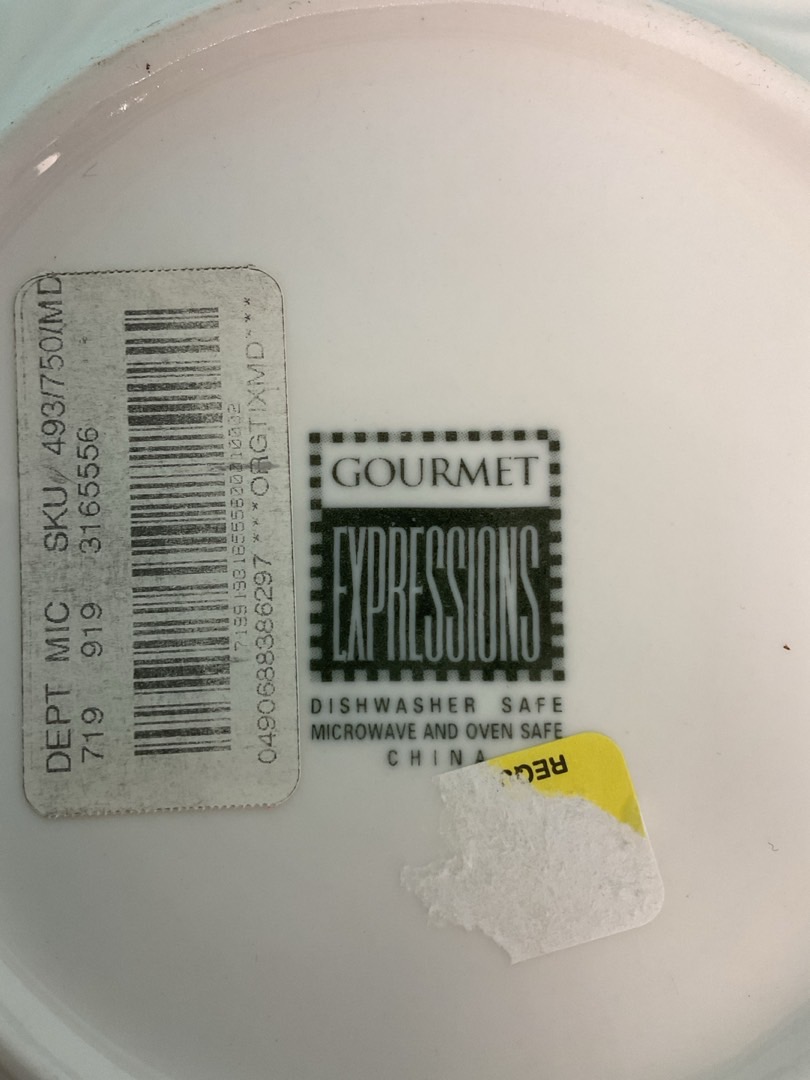 DEPT MIC SKU 493/750/MD
719 919 3165556
049068838629​7 ***ORGTIXMD***
GOURMET
EXPRESSIONS
DISHWASHER SAFE
MICROWAVE AND OVEN SAFE
CHINA